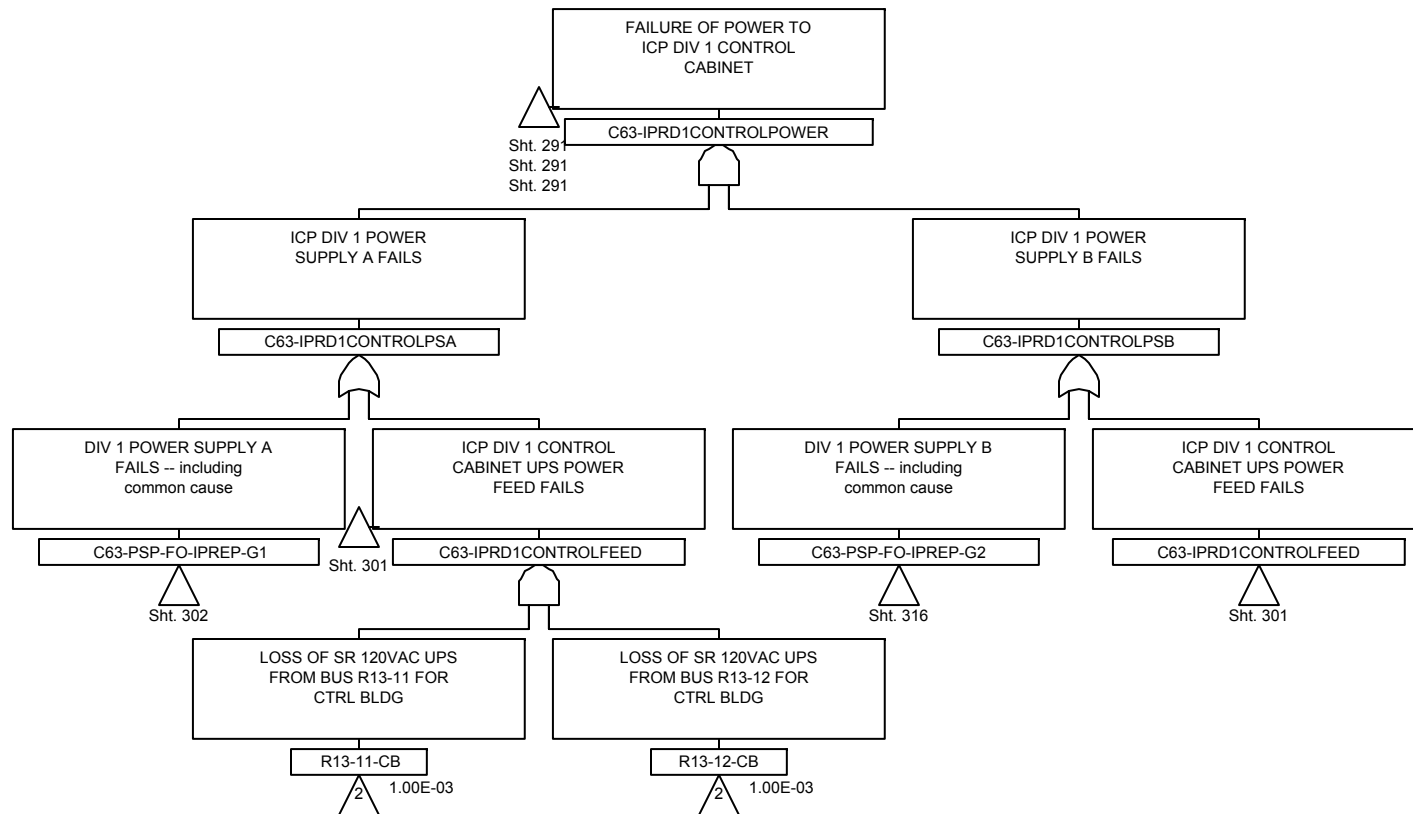 FAILURE OF POWER TO
ICP DIV 1 CONTROL
CABINET
C63-IPRD1CONTROLPOWER
Sht. 291
Sht. 291
Sht. 291
ICP DIV 1 POWER
SUPPLY A FAILS
C63-IPRD1CONTROLPSA
ICP DIV 1 POWER
SUPPLY B FAILS
C63-IPRD1CONTROLPSB
DIV 1 POWER SUPPLY A
FAILS -- including
common cause
C63-PSP-FO-IPREP-G1
Sht. 302
ICP DIV 1 CONTROL
CABINET UPS POWER
FEED FAILS
C63-IPRD1CONTROLFEED
Sht. 301
DIV 1 POWER SUPPLY B
FAILS -- including
common cause
C63-PSP-FO-IPREP-G2
Sht. 316
ICP DIV 1 CONTROL
CABINET UPS POWER
FEED FAILS
C63-IPRD1CONTROLFEED
Sht. 301
LOSS OF SR 120VAC UPS
FROM BUS R13-11 FOR
CTRL BLDG
R13-11-CB
2
1.00E-03
LOSS OF SR 120VAC UPS
FROM BUS R13-12 FOR
CTRL BLDG
R13-12-CB
2
1.00E-03